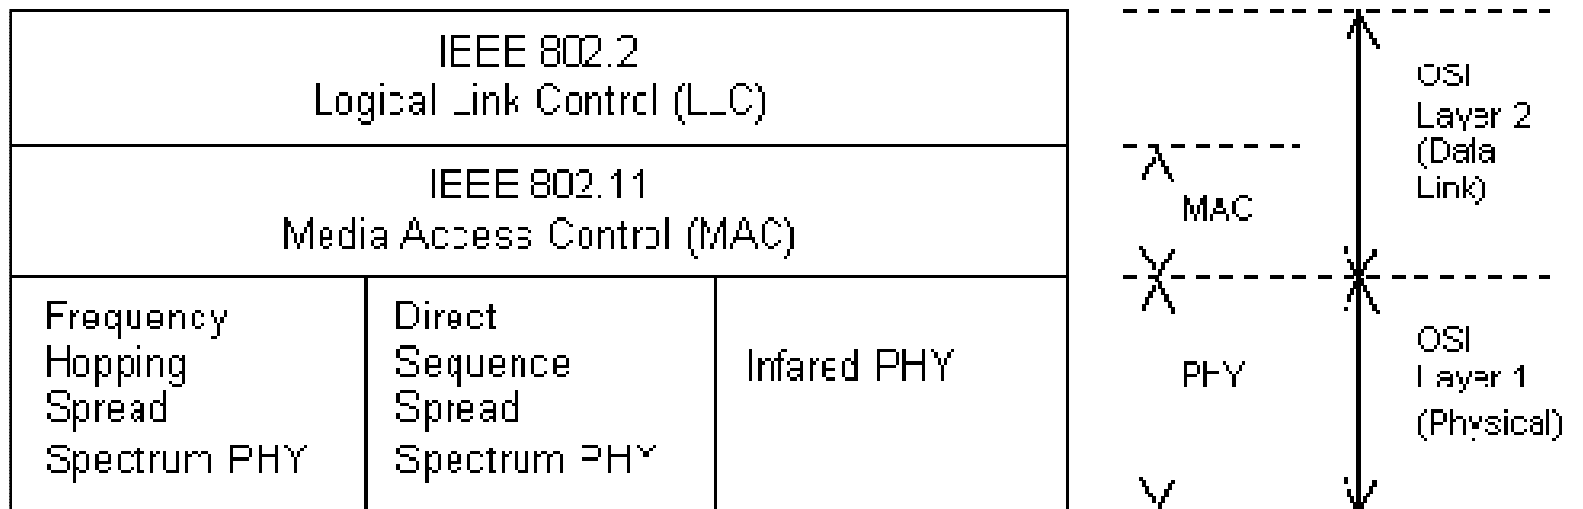 IEEE 802.2
Logical Link Control (LLC)
IEEE 802.11
Media Access Control (MAC)
Frequency
Hopping
Spread
Spectrum PHY
Direct
Sequence
Spread
Spectrum PHY
Infared PHY
MAC
PHY
OSI
Layer 2
(Data
Link)
OSI
Layer 1
(Physical)